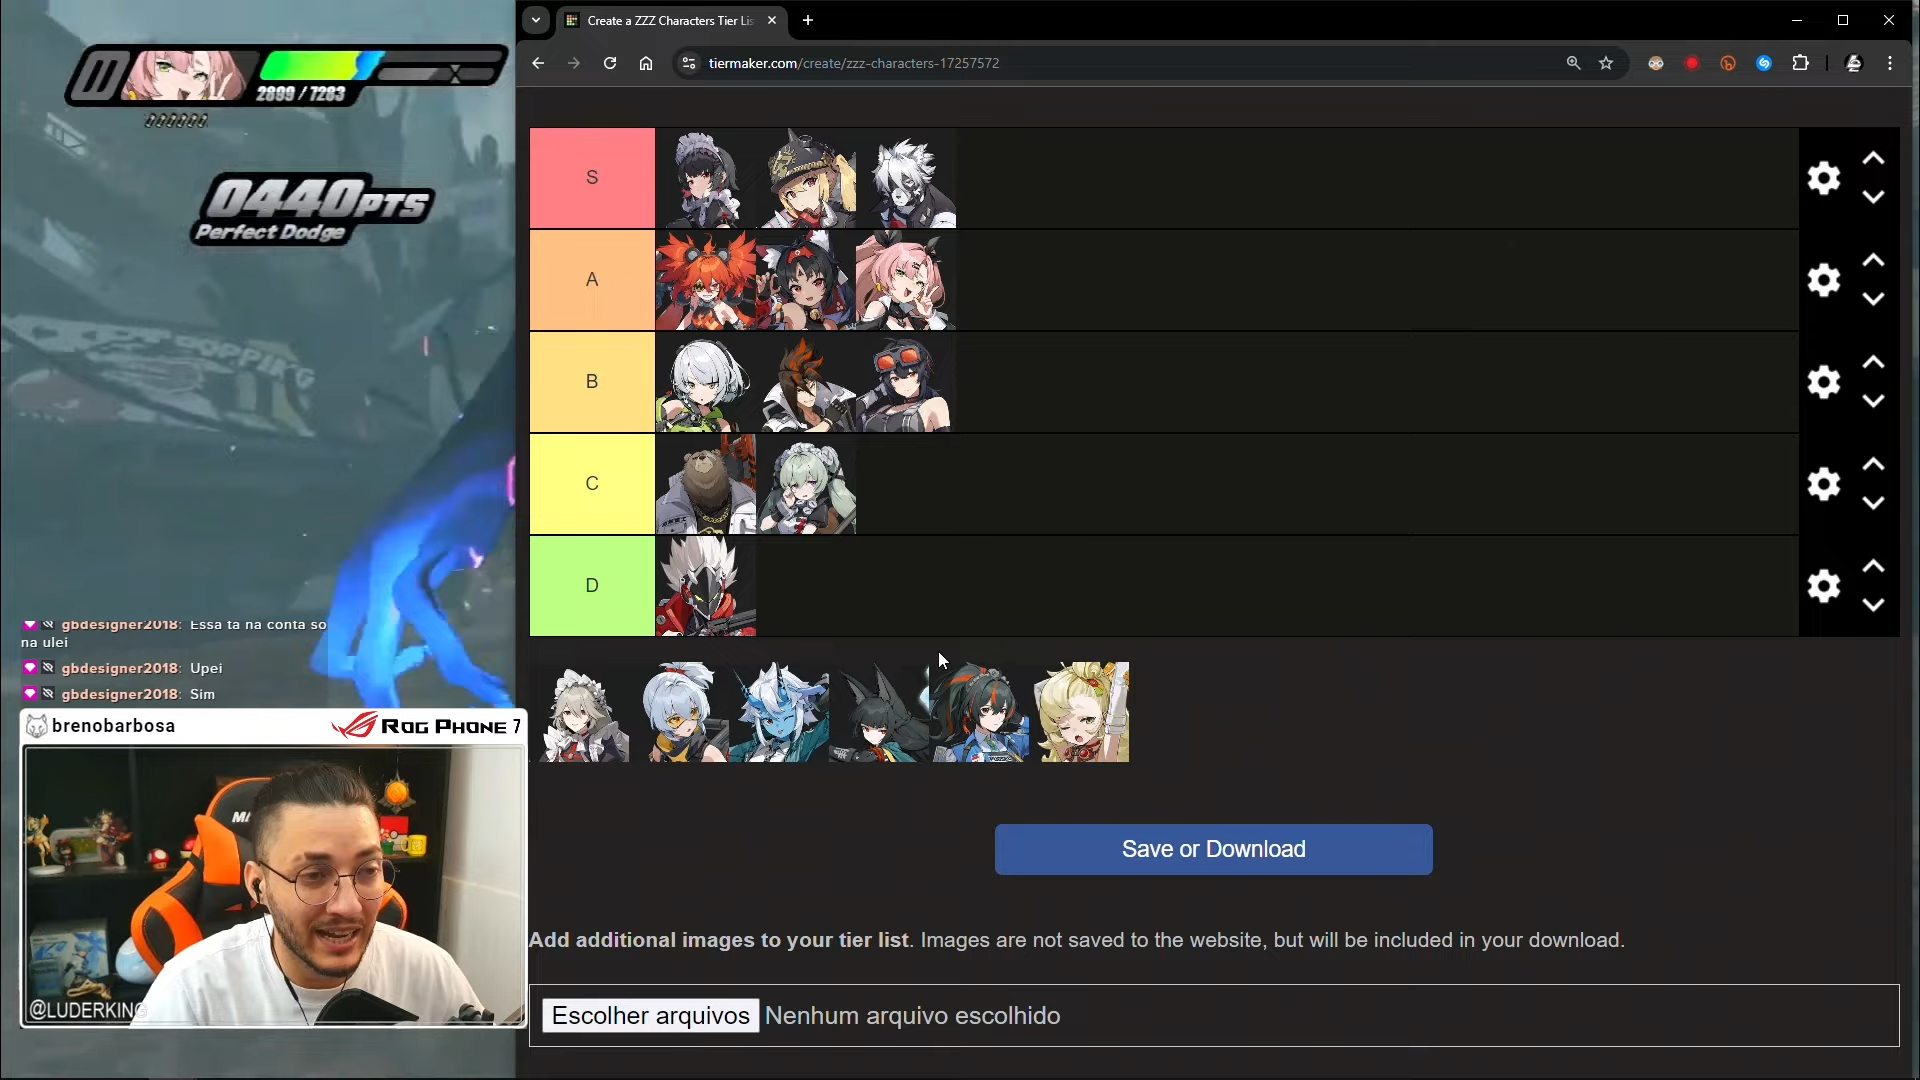 Create a ZZZ Characters Tier Lis
tiermaker.com/create/zzz-characters-17257572
2899 / 7283
000000
0440PTS
Perfect Dodge
S
A
B
C
D
gbdesigner2018: Essa ta na conta so
na ulei
gbdesigner2018: Upei
gbdesigner2018: Sim
brenobarbosa
ROG PHONE 7
@LUDERKING
Save or Download
Add additional images to your tier list. Images are not saved to the website, but will be included in your download.
Escolher arquivos Nenhum arquivo escolhido